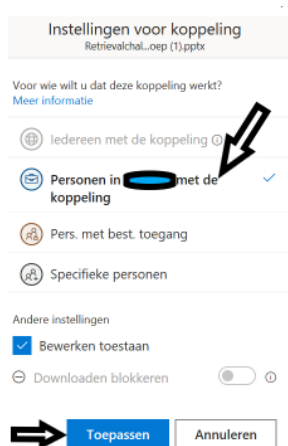 Instellingen voor koppeling
Retrievalchal...oep (1).pptx
Voor wie wilt u dat deze koppeling werkt?
Meer informatie
Iedereen met de koppeling
Personen in met de
koppeling
Pers. met best. toegang
Specifieke personen
Andere instellingen
Bewerken toestaan
Downloaden blokkeren
Toepassen Annuleren